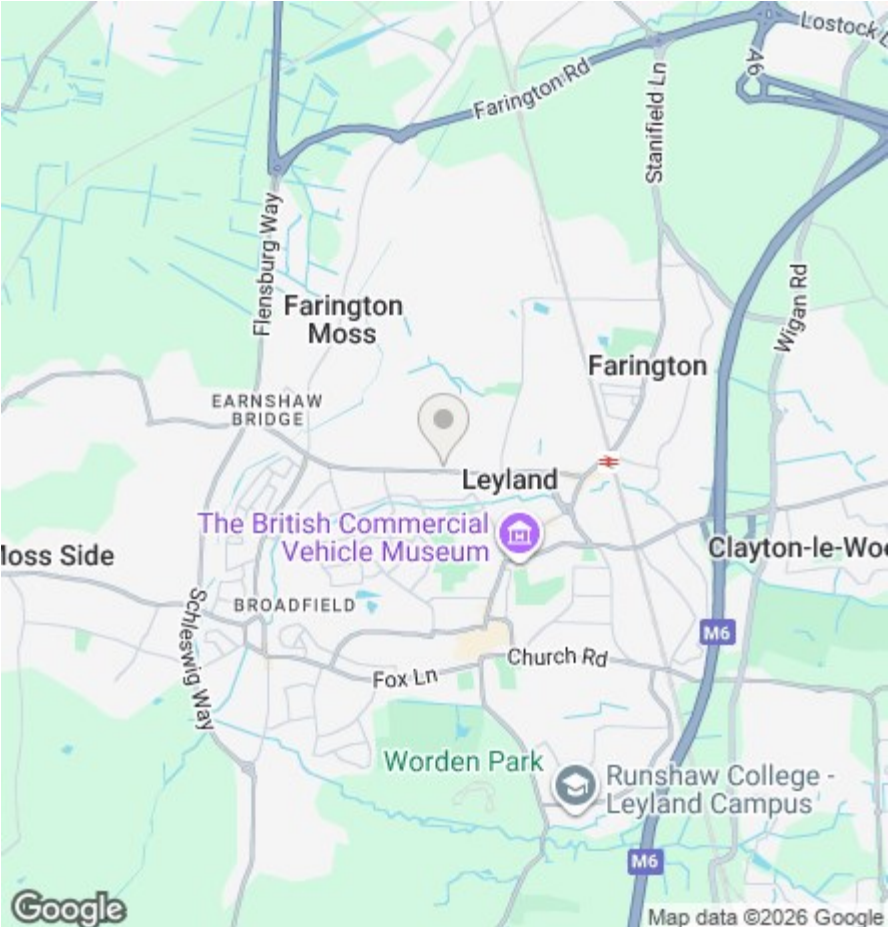 Lostock L
A6
Farington Rd
Stanifield Ln
Flensburg Way
Wigan Rd
Farington
Moss
Farington
EARNSHAW
BRIDGE
Leyland
The British Commercial
Vehicle Museum
Moss Side
Clayton-le-Woo
BROADFIELD
Schleswig Way
M6
Church Rd
Fox Ln
Worden Park
Runshaw College -
Leyland Campus
M6
Google
Map data ©2026 Google